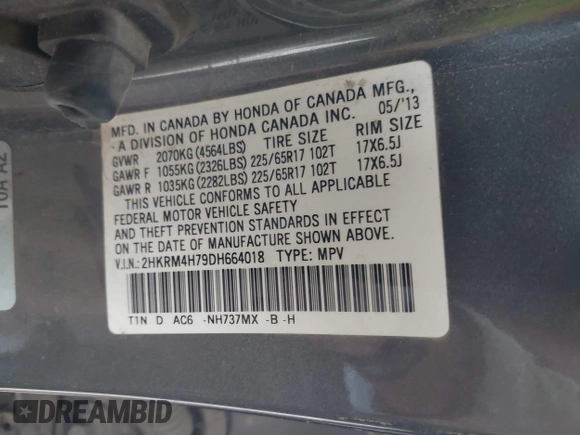 MFD. IN CANADA BY HONDA OF CANADA MFG.,
- A DIVISION OF HONDA CANADA INC. 05/'13
GVWR 2070KG (4564LBS) TIRE SIZE RIM SIZE
GAWR F 1055KG (2326LBS) 225/65R17 102T 17X6.5J
GAWR R 1035KG (2282LBS) 225/65R17 102T 17X6.5J
THIS VEHICLE CONFORMS TO ALL APPLICABLE
FEDERAL MOTOR VEHICLE SAFETY
AND THEFT PREVENTION STANDARDS IN EFFECT
ON THE DATE OF MANUFACTURE SHOWN ABOVE.
V.I.N.: 2HKRM4H79DH664018 TYPE: MPV
T1N D AC6 -NH737MX -B -H
DREAMBID